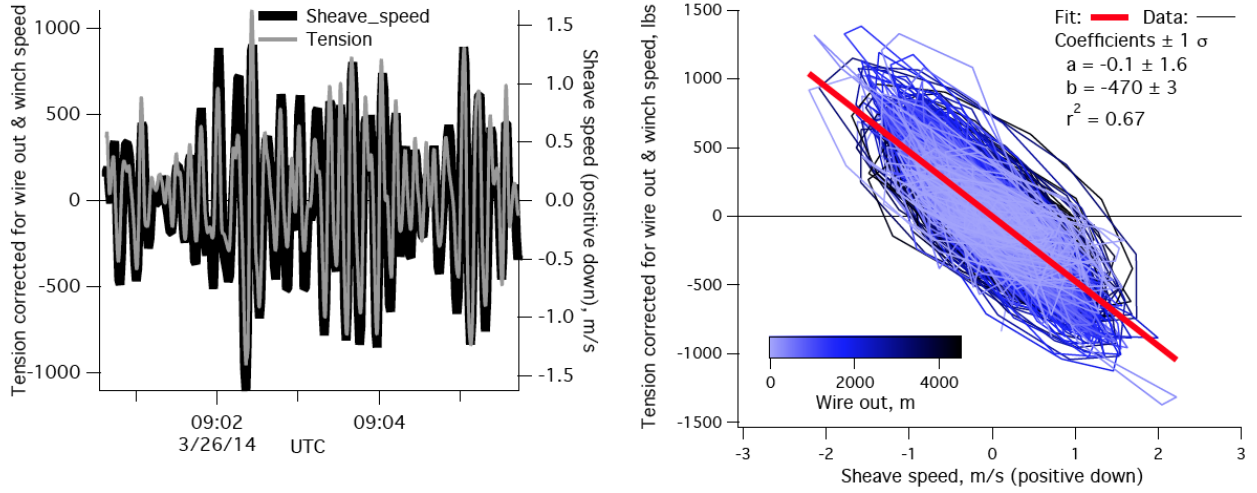 Tension corrected for wire out & winch speed
1000
500
0
-500
-1000
Sheave_speed
Tension
1.5
1.0
0.5
0.0
-0.5
-1.0
-1.5
Sheave speed (positive down), m/s
09:02
09:04
3/26/14
UTC
Tension corrected for wire out & winch speed, lbs
1500
1000
500
0
-500
-1000
-1500
Fit: Data:
Coefficients ± 1 σ
a = -0.1 ± 1.6
b = -470 ± 3
r² = 0.67
0 2000 4000
Wire out, m
-3 -2 -1 0 1 2 3
Sheave speed, m/s (positive down)